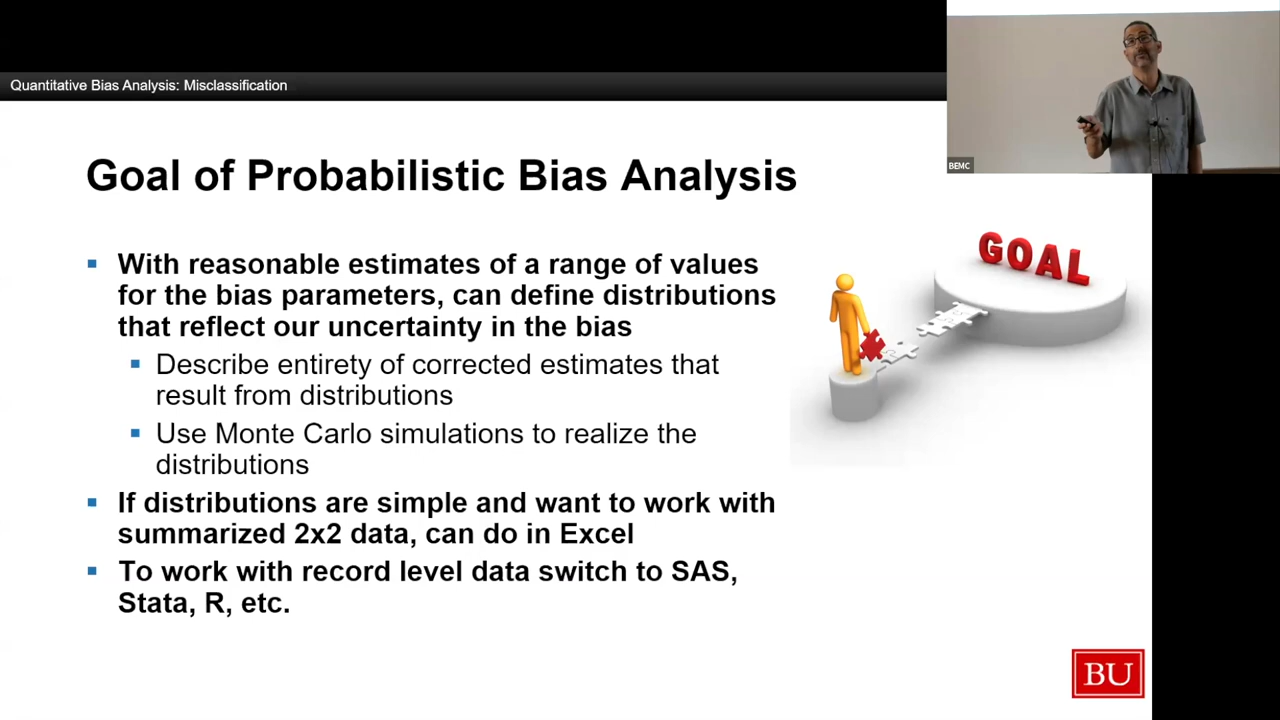 Quantitative Bias Analysis: Misclassification
BEMC
Goal of Probabilistic Bias Analysis
GOAL
With reasonable estimates of a range of values
for the bias parameters, can define distributions
that reflect our uncertainty in the bias
Describe entirety of corrected estimates that
result from distributions
Use Monte Carlo simulations to realize the
distributions
If distributions are simple and want to work with
summarized 2x2 data, can do in Excel
To work with record level data switch to SAS,
Stata, R, etc.
BU